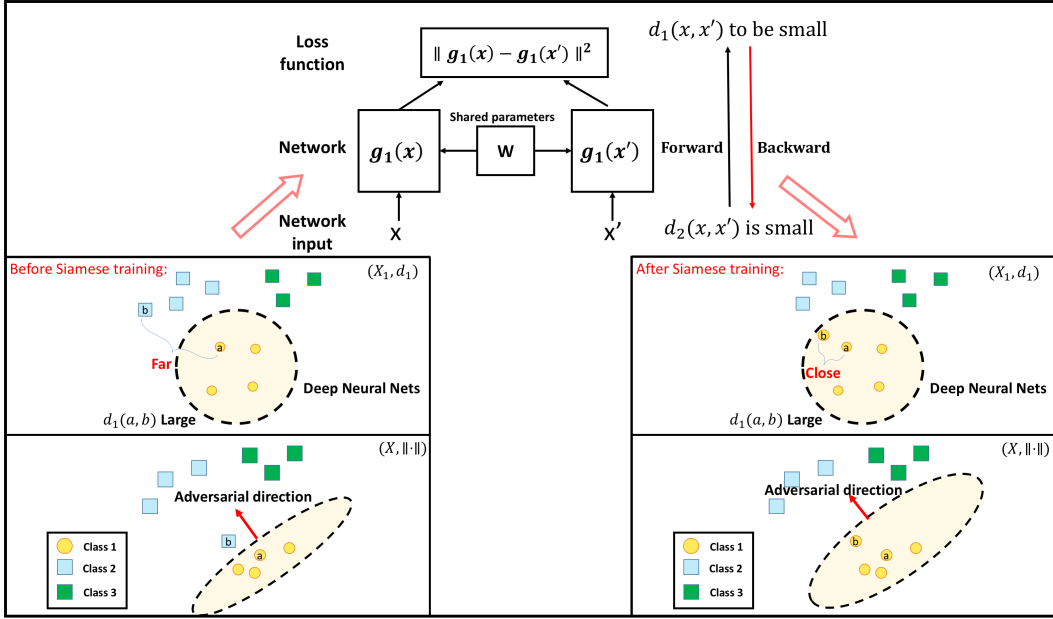 Loss
function
‖ g₁(x) − g₁(x′) ‖²
d₁(x, x′) to be small
Shared parameters
Network
g₁(x)
W
g₁(x′)
Forward
Backward
Network
input
X
X′
d₂(x, x′) is small
Before Siamese training:
(X₁, d₁)
b
a
Far
Deep Neural Nets
d₁(a, b) Large
(X, ‖·‖)
Adversarial direction
b
a
Class 1
Class 2
Class 3
After Siamese training:
(X₁, d₁)
b
a
Close
Deep Neural Nets
d₁(a, b) Large
(X, ‖·‖)
Adversarial direction
b
a
Class 1
Class 2
Class 3